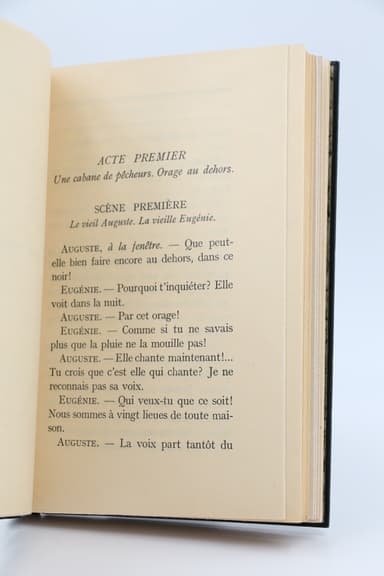 ACTE PREMIER
Une cabane de pêcheurs. Orage au dehors.
SCÈNE PREMIÈRE
Le vieil Auguste. La vieille Eugénie.
AUGUSTE, à la fenêtre. — Que peut-
elle bien faire encore au dehors, dans ce
noir!
EUGÉNIE. — Pourquoi t'inquiéter? Elle
voit dans la nuit.
AUGUSTE. — Par cet orage!
EUGÉNIE. — Comme si tu ne savais
plus que la pluie ne la mouille pas!
AUGUSTE. — Elle chante maintenant!...
Tu crois que c'est elle qui chante? Je ne
reconnais pas sa voix.
EUGÉNIE. — Qui veux-tu que ce soit!
Nous sommes à vingt lieues de toute mai-
son.
AUGUSTE. — La voix part tantôt du